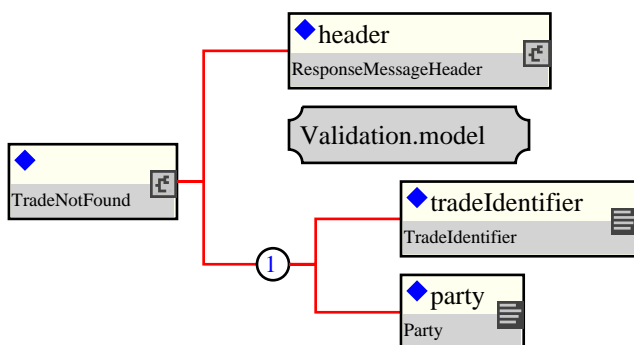 header
ResponseMessageHeader
Validation.model
TradeNotFound
tradeIdentifier
TradeIdentifier
1
party
Party